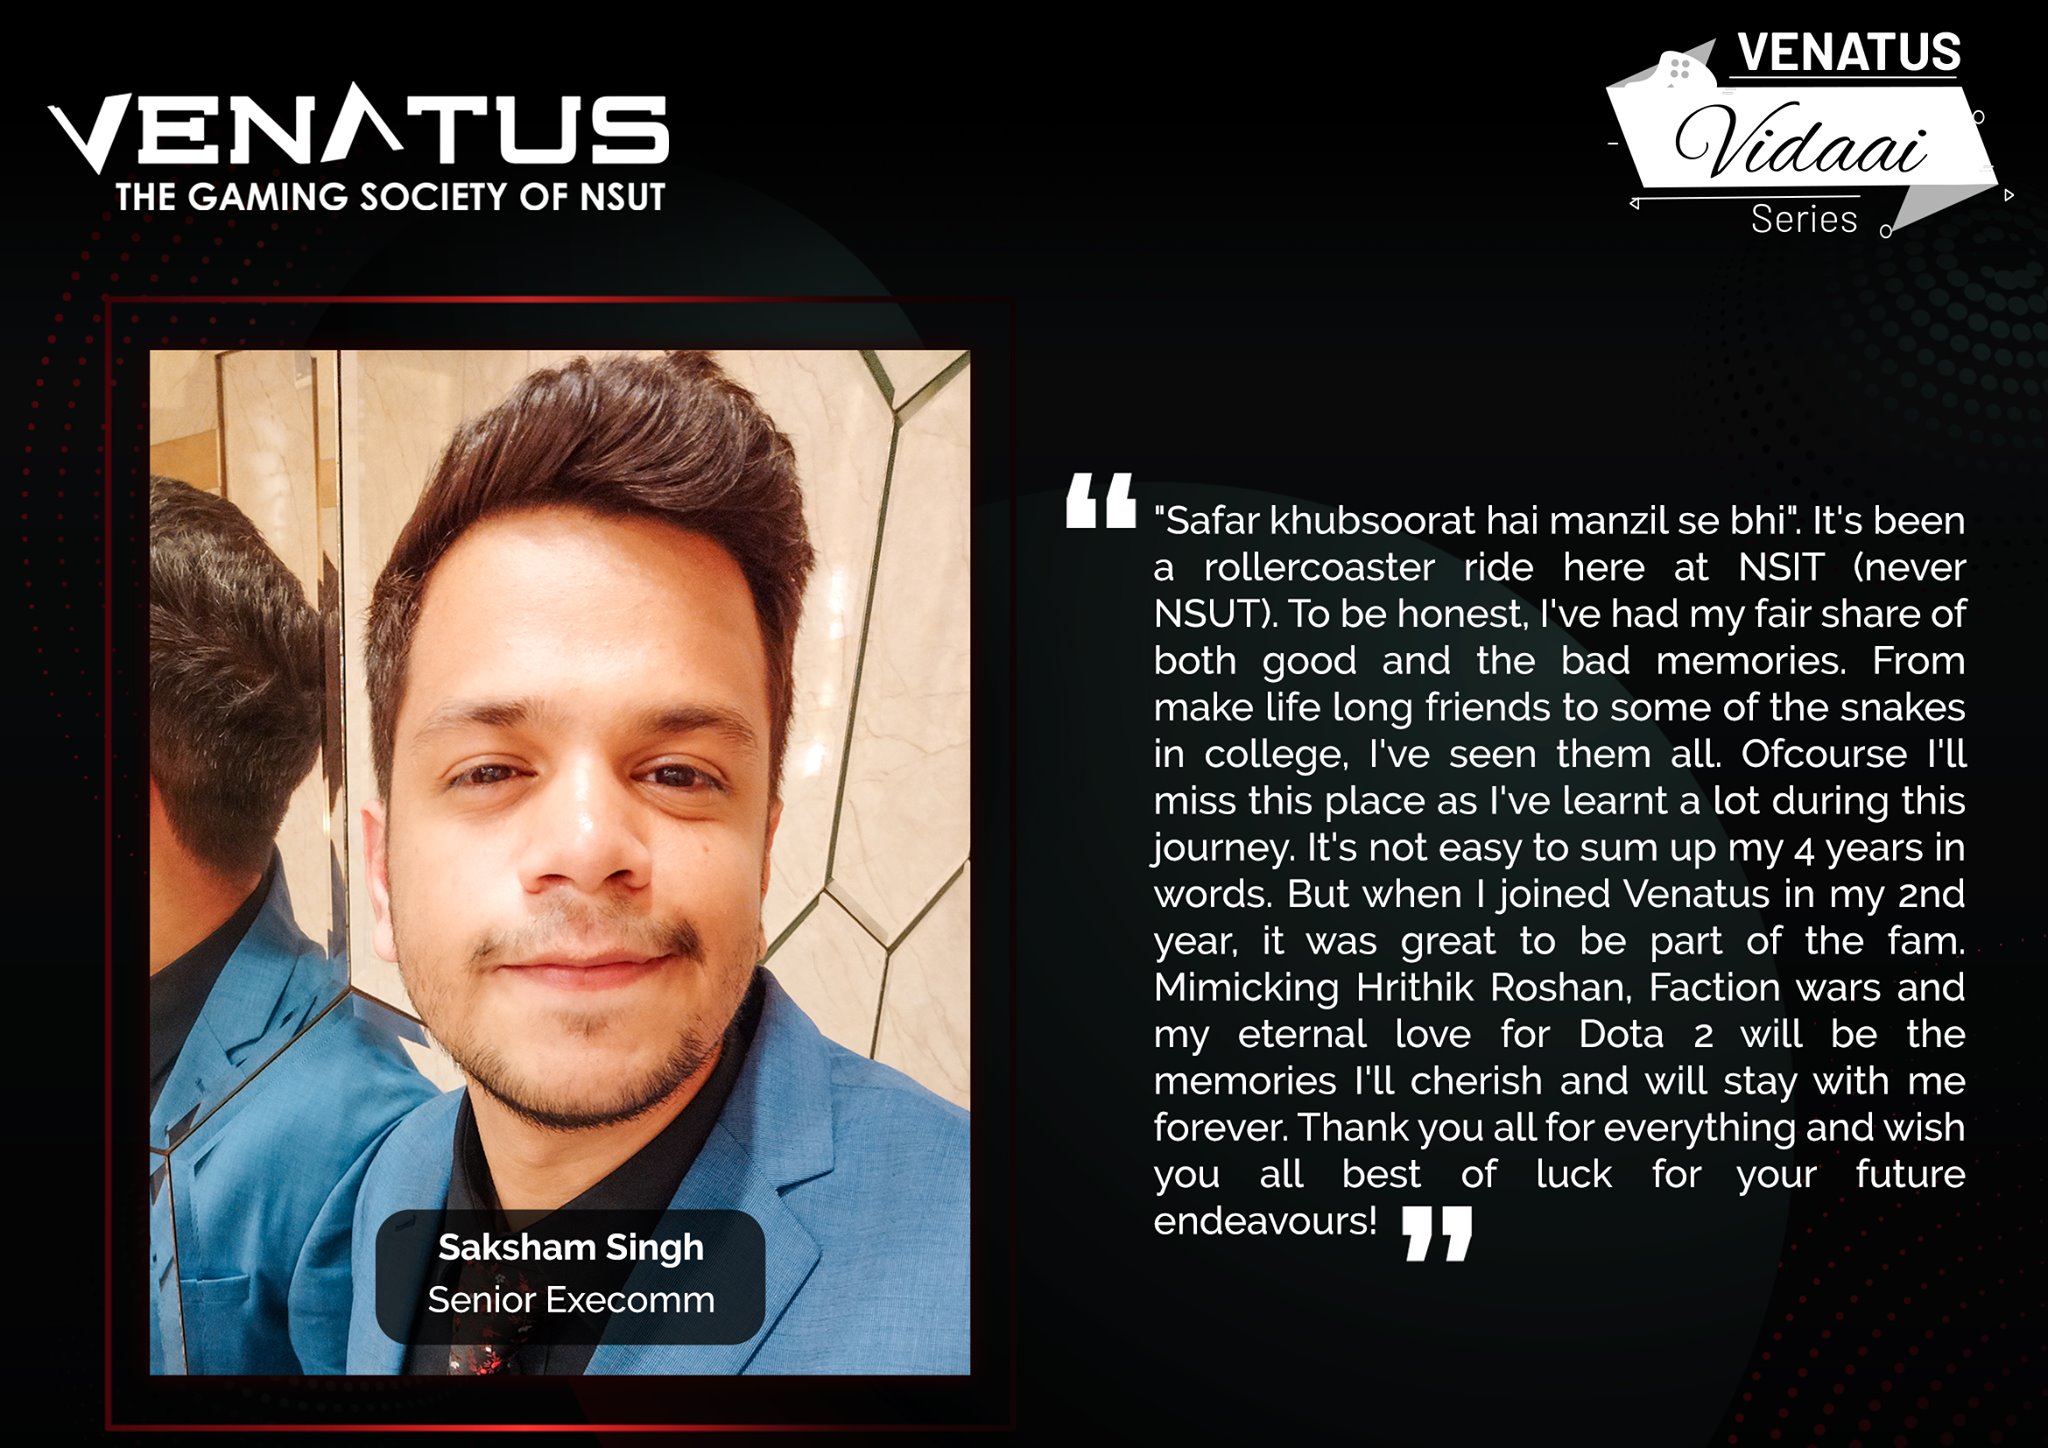 VENATUS
THE GAMING SOCIETY OF NSUT
VENATUS
Vidaai
Series
Saksham Singh
Senior Execomm
“
"Safar khubsoorat hai manzil se bhi". It's been
a rollercoaster ride here at NSIT (never
NSUT). To be honest, I've had my fair share of
both good and the bad memories. From
make life long friends to some of the snakes
in college, I've seen them all. Ofcourse I'll
miss this place as I've learnt a lot during this
journey. It's not easy to sum up my 4 years in
words. But when I joined Venatus in my 2nd
year, it was great to be part of the fam.
Mimicking Hrithik Roshan, Faction wars and
my eternal love for Dota 2 will be the
memories I'll cherish and will stay with me
forever. Thank you all for everything and wish
you all best of luck for your future
endeavours! ”